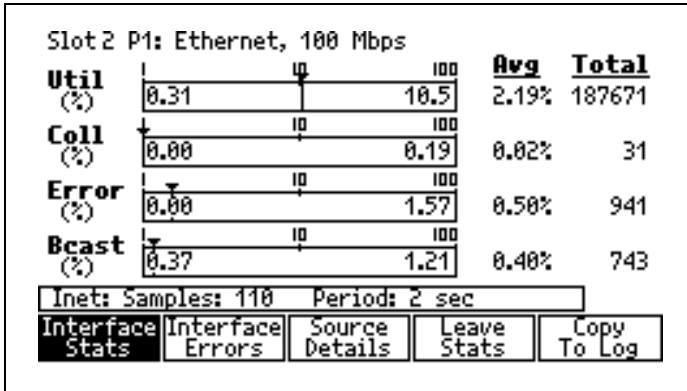 Slot 2 P1: Ethernet, 100 Mbps
Avg Total
Util (%) 1 10 100
0.31 10.5 2.19% 187671
Coll (%) 10 100
0.00 0.19 0.02% 31
Error (%) 1 10 100
0.00 1.57 0.50% 941
Bcast (%) 1 10 100
0.37 1.21 0.40% 743
Inet: Samples: 110 Period: 2 sec
Interface Stats
Interface Errors
Source Details
Leave Stats
Copy To Log